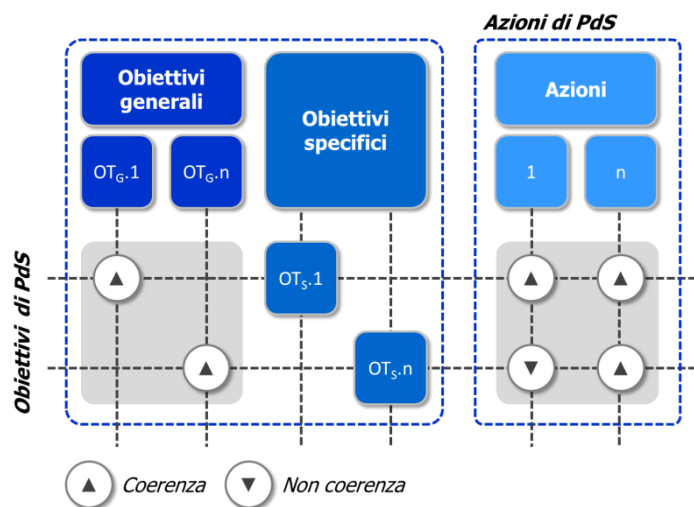 Azioni di PdS
Obiettivi
generali
Obiettivi
specifici
Azioni
OTG.1
OTG.n
1
n
Obiettivi di PdS
OTS.1
OTS.n
Coerenza
Non coerenza